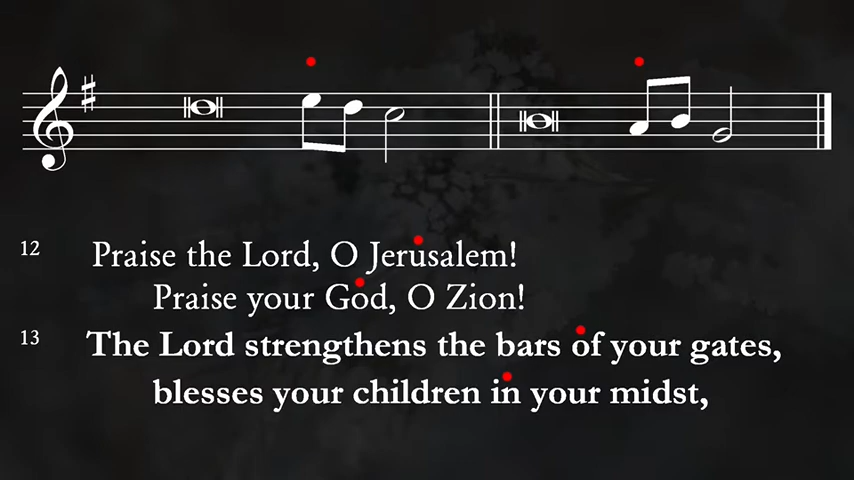 12 Praise the Lord, O Jerusalem!
Praise your God, O Zion!
13 The Lord strengthens the bars of your gates,
blesses your children in your midst,